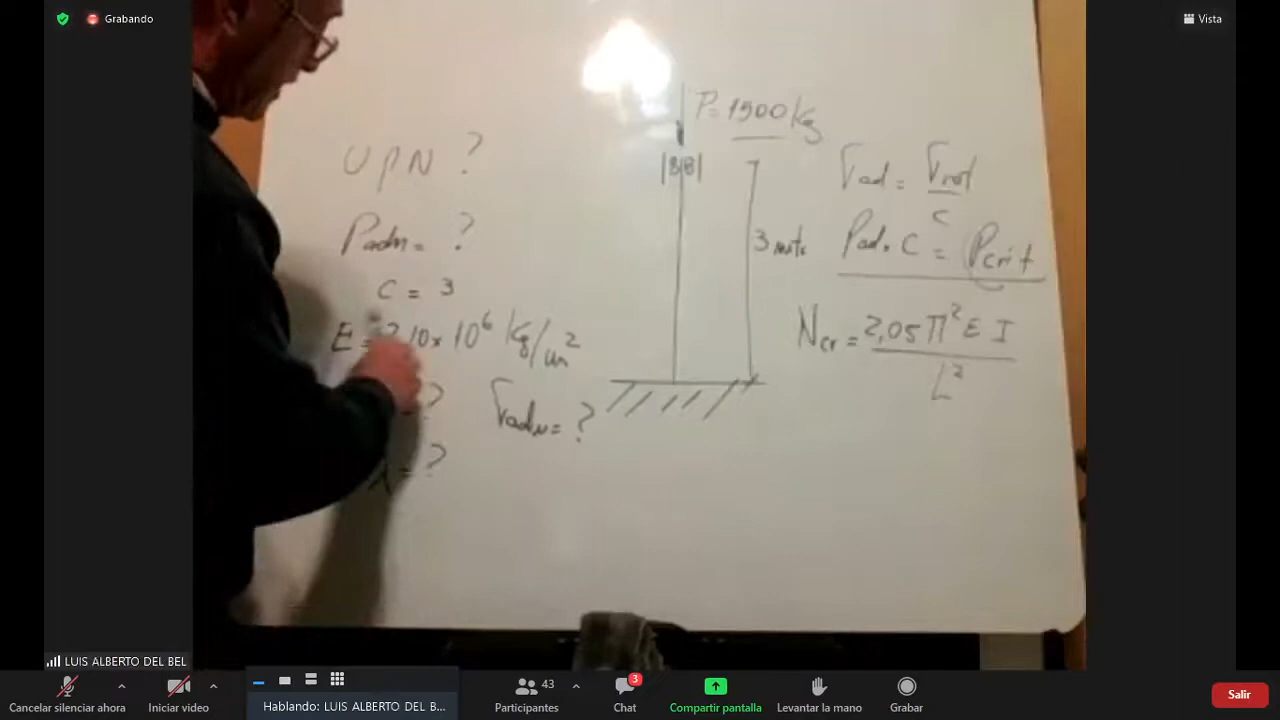 Grabando
Vista
UPN ?
Padm = ?
C = 3
E = 2,10 x 10⁶ kg/cm²
?
= ?
σadm = ?
P = 1500 kg
3 mts
σad = σrot
C
Pad. C = Pcrit
Ncr = 2,05 π² E I
L²
LUIS ALBERTO DEL BEL
Cancelar silenciar ahora
Iniciar video
Hablando: LUIS ALBERTO DEL B...
43
Participantes
3
Chat
Compartir pantalla
Levantar la mano
Grabar
Salir